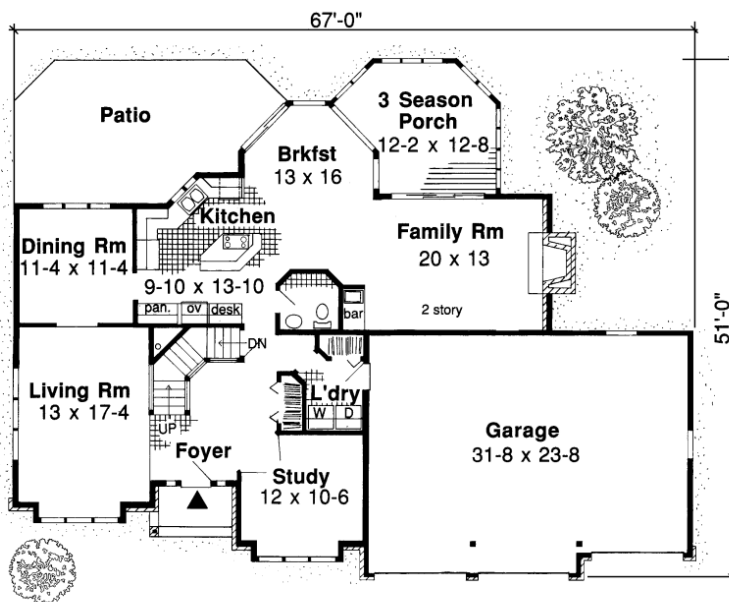 67'-0"
Patio
3 Season
Porch
12-2 x 12-8
Brkfst
13 x 16
Kitchen
9-10 x 13-10
Dining Rm
11-4 x 11-4
Family Rm
20 x 13
2 story
bar
pan.
ov
desk
51'-0"
DN
Living Rm
13 x 17-4
L'dry
W
D
UP
Foyer
Study
12 x 10-6
Garage
31-8 x 23-8